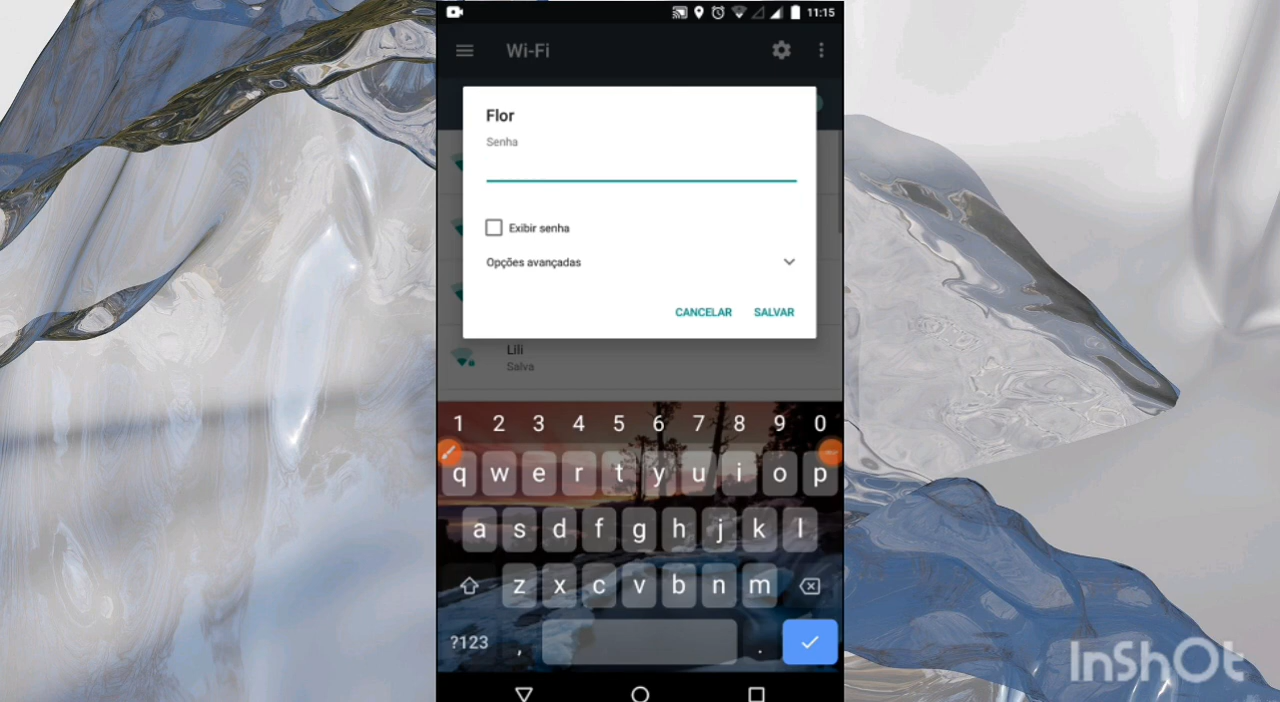 11:15
Wi-Fi
Flor
Senha
Exibir senha
Opções avançadas
CANCELAR SALVAR
Lili
Salva
1 2 3 4 5 6 7 8 9 0
q w e r t y u i o p
a s d f g h j k l
z x c v b n m
?123 , .
InShOt